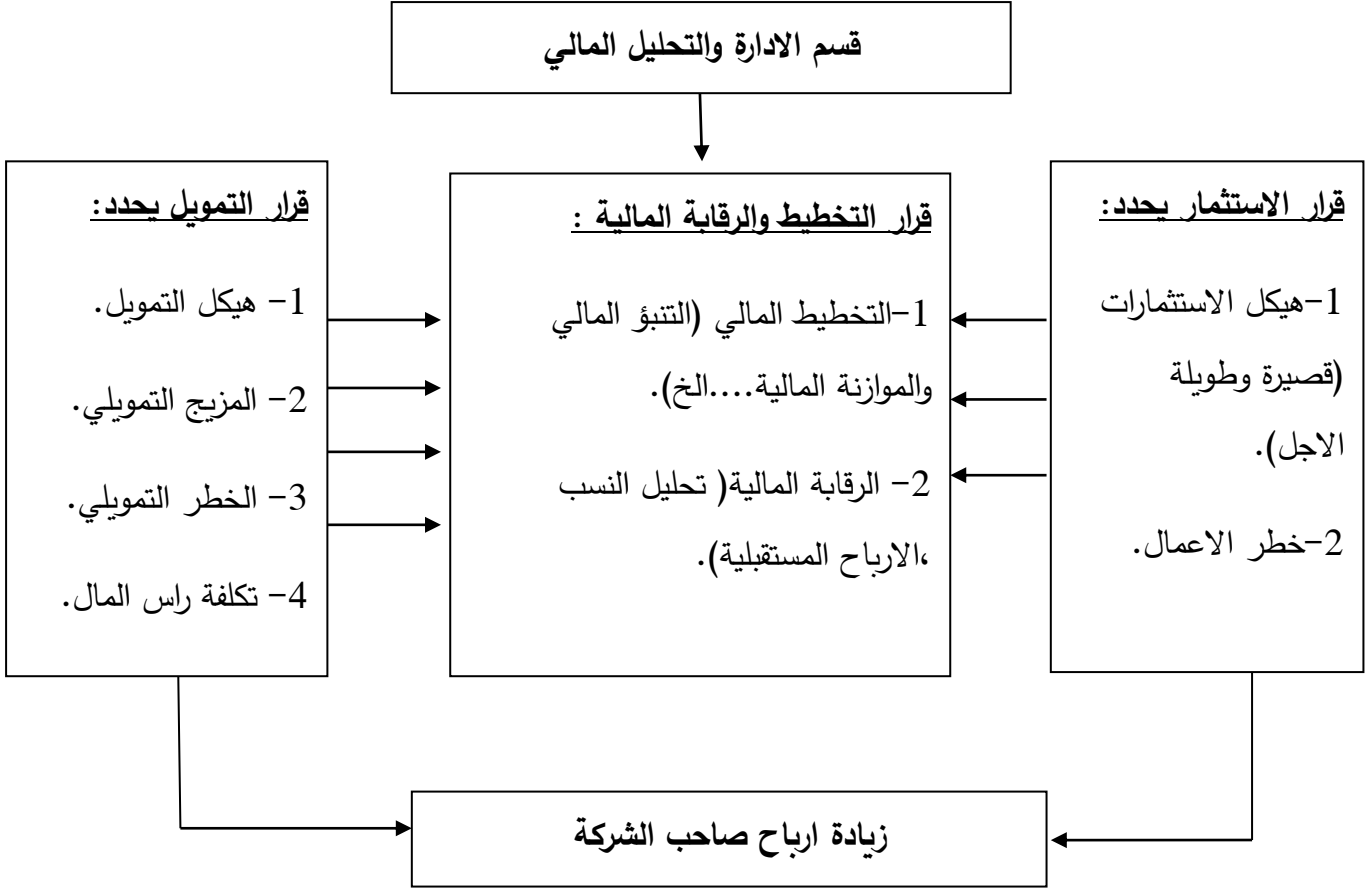 قسم الادارة والتحليل المالي
قرار الاستثمار يحدد:
1-هيكل الاستثمارات
(قصيرة وطويلة
الاجل).
2-خطر الاعمال.
قرار التخطيط والرقابة المالية :
1-التخطيط المالي (التنبؤ المالي
والموازنة المالية....الخ).
2- الرقابة المالية( تحليل النسب
،الارباح المستقبلية).
قرار التمويل يحدد:
1- هيكل التمويل.
2- المزيج التمويلي.
3- الخطر التمويلي.
4- تكلفة راس المال.
زيادة ارباح صاحب الشركة